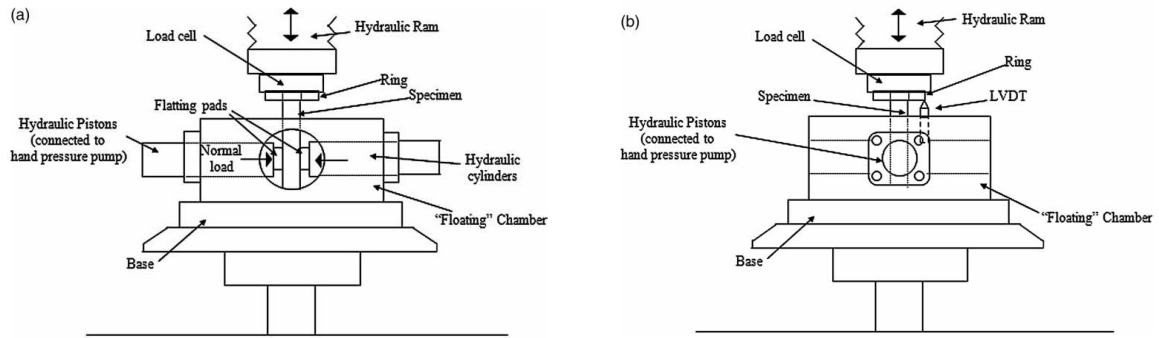 (a)
Hydraulic Ram
Load cell
Ring
Specimen
Flatting pads
Hydraulic Pistons
(connected to
hand pressure pump)
Normal
load
Hydraulic
cylinders
“Floating” Chamber
Base
(b)
Hydraulic Ram
Load cell
Ring
Specimen
LVDT
Hydraulic Pistons
(connected to
hand pressure pump)
“Floating” Chamber
Base